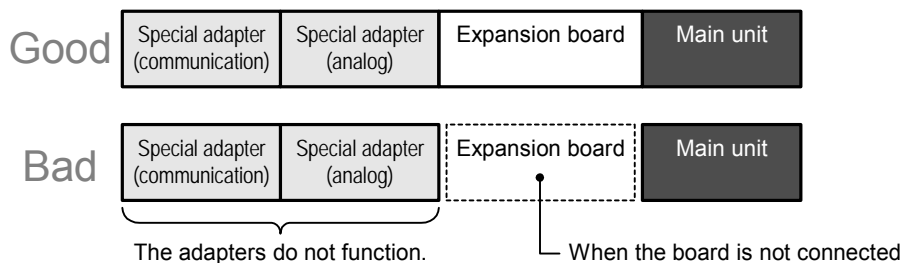 Good
Special adapter
(communication)
Special adapter
(analog)
Expansion board
Main unit
Bad
Special adapter
(communication)
Special adapter
(analog)
Expansion board
Main unit
The adapters do not function.
When the board is not connected